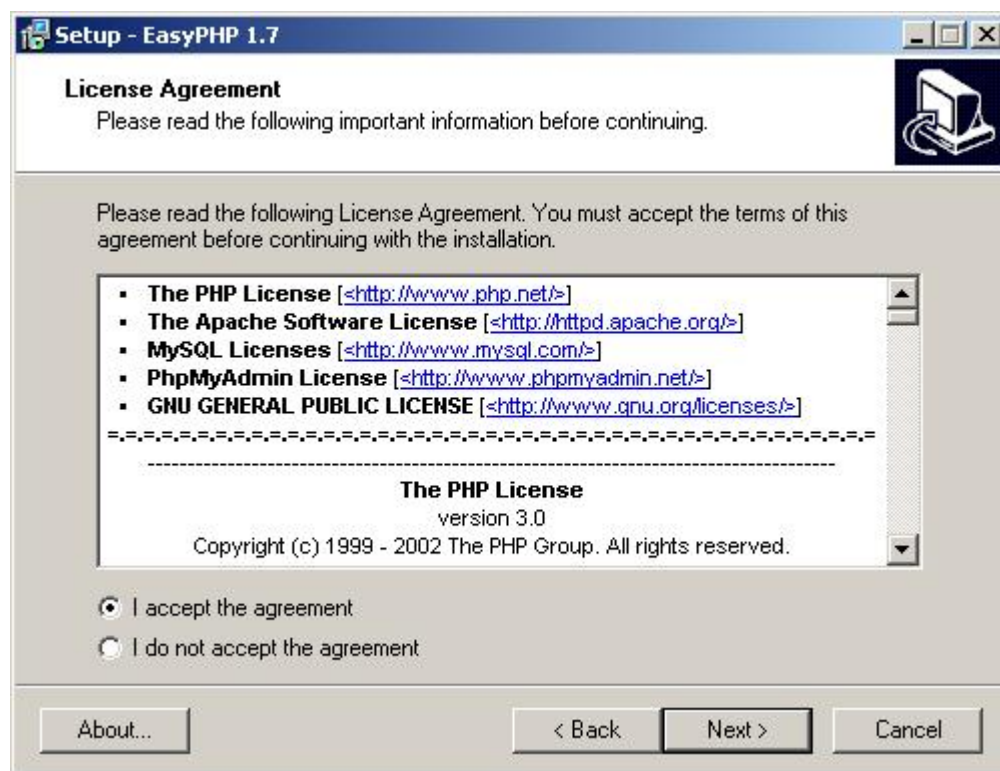 Setup - EasyPHP 1.7
License Agreement
Please read the following important information before continuing.
Please read the following License Agreement. You must accept the terms of this
agreement before continuing with the installation.
▪ The PHP License [<http://www.php.net/>]
▪ The Apache Software License [<http://httpd.apache.org/>]
▪ MySQL Licenses [<http://www.mysql.com/>]
▪ PhpMyAdmin License [<http://www.phpmyadmin.net/>]
▪ GNU GENERAL PUBLIC LICENSE [<http://www.gnu.org/licenses/>]
=-=-=-=-=-=-=-=-=-=-=-=-=-=-=-=-=-=-=-=-=-=-=-=-=-=-=-=-=-=-=-=-=
--------------------------------------------------------------------------------------
The PHP License
version 3.0
Copyright (c) 1999 - 2002 The PHP Group. All rights reserved.
I accept the agreement
I do not accept the agreement
About...
< Back
Next >
Cancel